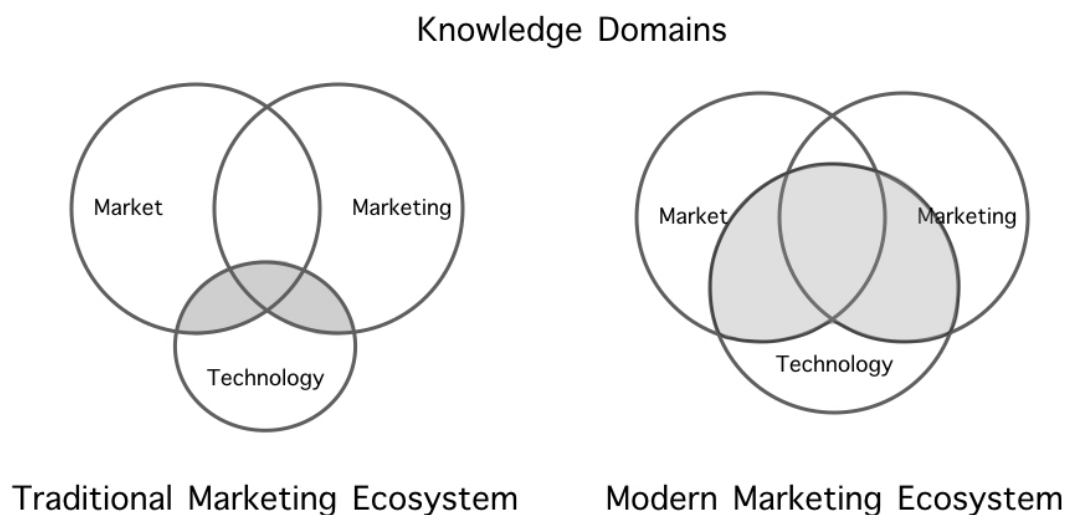 Knowledge Domains
Market
Marketing
Technology
Market
Marketing
Technology
Traditional Marketing Ecosystem
Modern Marketing Ecosystem